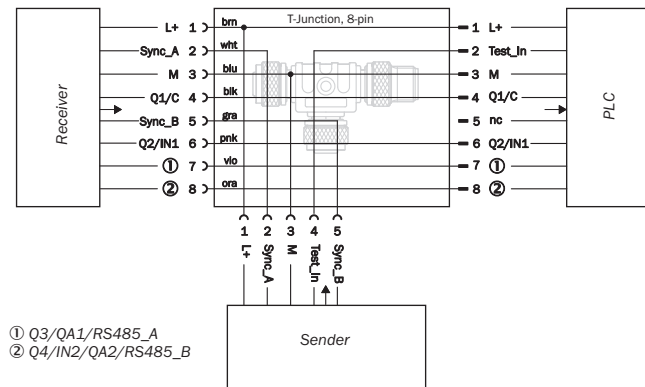 T-Junction, 8-pin
L+ 1 brn 1 L+
Sync_A 2 wht 2 Test_In
M 3 blu 3 M
Q1/C 4 blk 4 Q1/C
Sync_B 5 gra 5 nc
Q2/IN1 6 pnk 6 Q2/IN1
① 7 vio 7 ①
② 8 ora 8 ②
Receiver
PLC
1 2 3 4 5
L+
Sync_A
M
Test_In
Sync_B
Sender
① Q3/QA1/RS485_A
② Q4/IN2/QA2/RS485_B